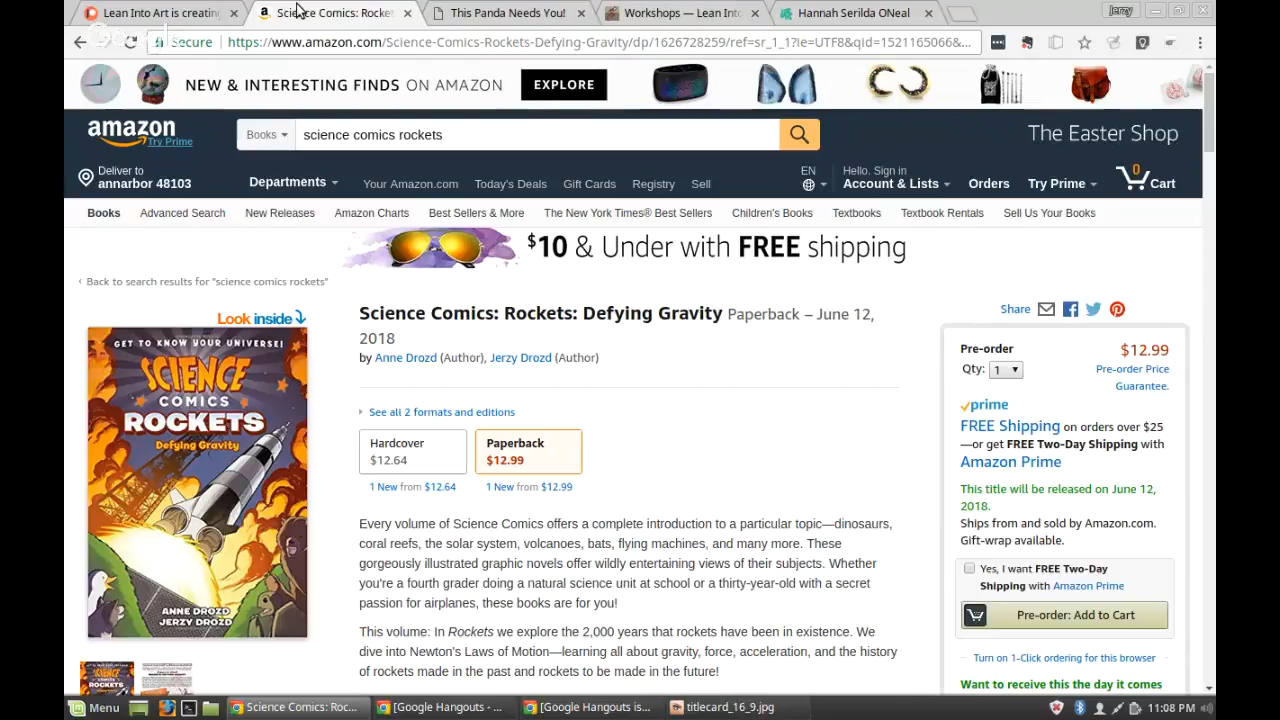 Lean Into Art is creatin
Science Comics: Rocket
This Panda Needs You!
Workshops — Lean Into
Hannah Serilda ONeal
Jerzy
Secure
https://www.amazon.com/Science-Comics-Rockets-Defying-Gravity/dp/1626728259/ref=sr_1_1?ie=UTF8&qid=1521165066&...
NEW & INTERESTING FINDS ON AMAZON EXPLORE
amazon
Try Prime
Books
science comics rockets
The Easter Shop
Deliver to
annarbor 48103
Departments
Your Amazon.com
Today's Deals
Gift Cards
Registry
Sell
EN
Hello. Sign in
Account & Lists
Orders
Try Prime
0
Cart
Books
Advanced Search
New Releases
Amazon Charts
Best Sellers & More
The New York Times® Best Sellers
Children's Books
Textbooks
Textbook Rentals
Sell Us Your Books
$10 & Under with FREE shipping
‹ Back to search results for "science comics rockets"
Look inside
GET TO KNOW YOUR UNIVERSE!
SCIENCE
COMICS
ROCKETS
Defying Gravity
ANNE DROZD
JERZY DROZD
Science Comics: Rockets: Defying Gravity Paperback – June 12,
2018
by Anne Drozd (Author), Jerzy Drozd (Author)
See all 2 formats and editions
Hardcover
$12.64
Paperback
$12.99
1 New from $12.64
1 New from $12.99
Every volume of Science Comics offers a complete introduction to a particular topic—dinosaurs,
coral reefs, the solar system, volcanoes, bats, flying machines, and many more. These
gorgeously illustrated graphic novels offer wildly entertaining views of their subjects. Whether
you're a fourth grader doing a natural science unit at school or a thirty-year-old with a secret
passion for airplanes, these books are for you!
This volume: In Rockets we explore the 2,000 years that rockets have been in existence. We
dive into Newton's Laws of Motion—learning all about gravity, force, acceleration, and the history
of rockets made in the past and rockets to be made in the future!
Share
Pre-order
$12.99
Qty: 1
Pre-order Price
Guarantee.
prime
FREE Shipping on orders over $25
—or get FREE Two-Day Shipping with
Amazon Prime
This title will be released on June 12,
2018.
Ships from and sold by Amazon.com.
Gift-wrap available.
Yes, I want FREE Two-Day
Shipping with Amazon Prime
Pre-order: Add to Cart
Turn on 1-Click ordering for this browser
Want to receive this the day it comes
Menu
Science Comics: Roc...
[Google Hangouts - ...
[Google Hangouts is...
titlecard_16_9.jpg
11:08 PM